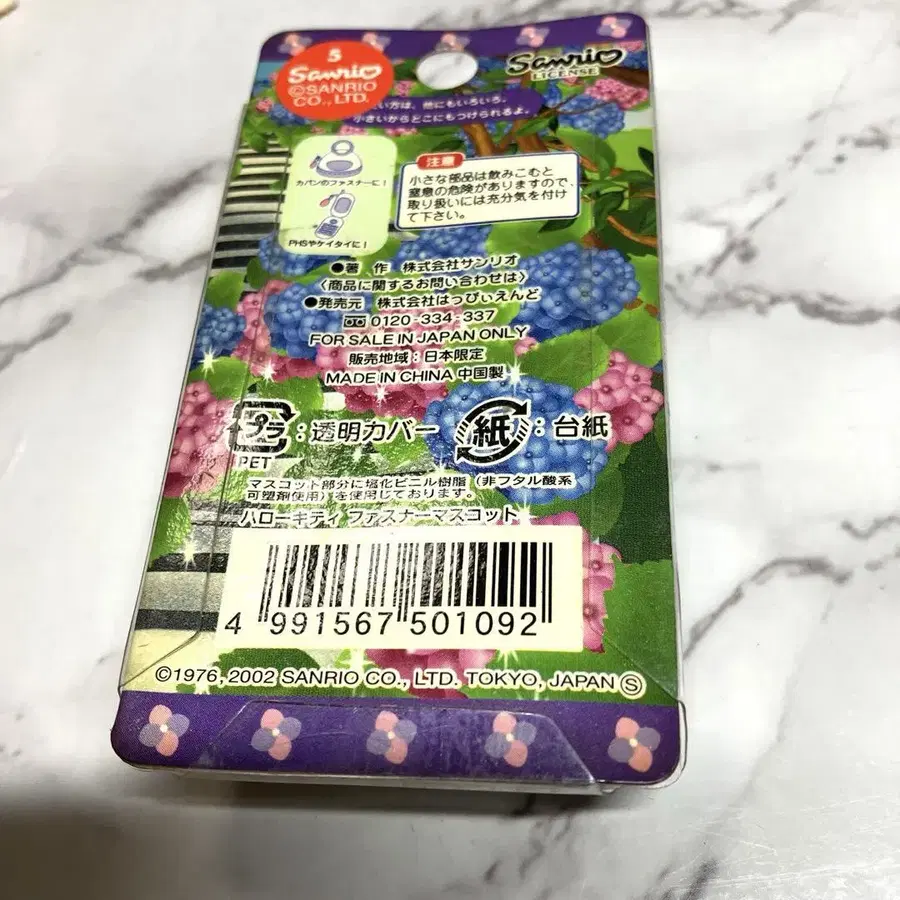 5
Sanrio
©SANRIO
CO., LTD.
Sanrio
LICENSE
い方は、他にもいろいろ。
小さいからどこにもつけられるよ。
カバンのファスナーに！
PHSやケイタイに！
注意
小さな部品は飲みこむと
窒息の危険がありますので、
取り扱いには充分気を付け
て下さい。
●著 作 株式会社サンリオ
〈商品に関するお問い合わせは〉
●発売元 株式会社はっぴぃえんど
0120-334-337
FOR SALE IN JAPAN ONLY
販売地域：日本限定
MADE IN CHINA 中国製
プラ：透明カバー
PET
紙：台紙
マスコット部分に塩化ビニル樹脂（非フタル酸系
可塑剤使用）を使用しております。
ハローキティ ファスナーマスコット
4 991567 501092
©1976, 2002 SANRIO CO., LTD. TOKYO, JAPAN Ⓢ